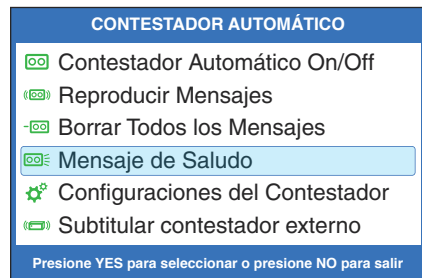 CONTESTADOR AUTOMÁTICO
Contestador Automático On/Off
Reproducir Mensajes
Borrar Todos los Mensajes
Mensaje de Saludo
Configuraciones del Contestador
Subtitular contestador externo
Presione YES para seleccionar o presione NO para salir